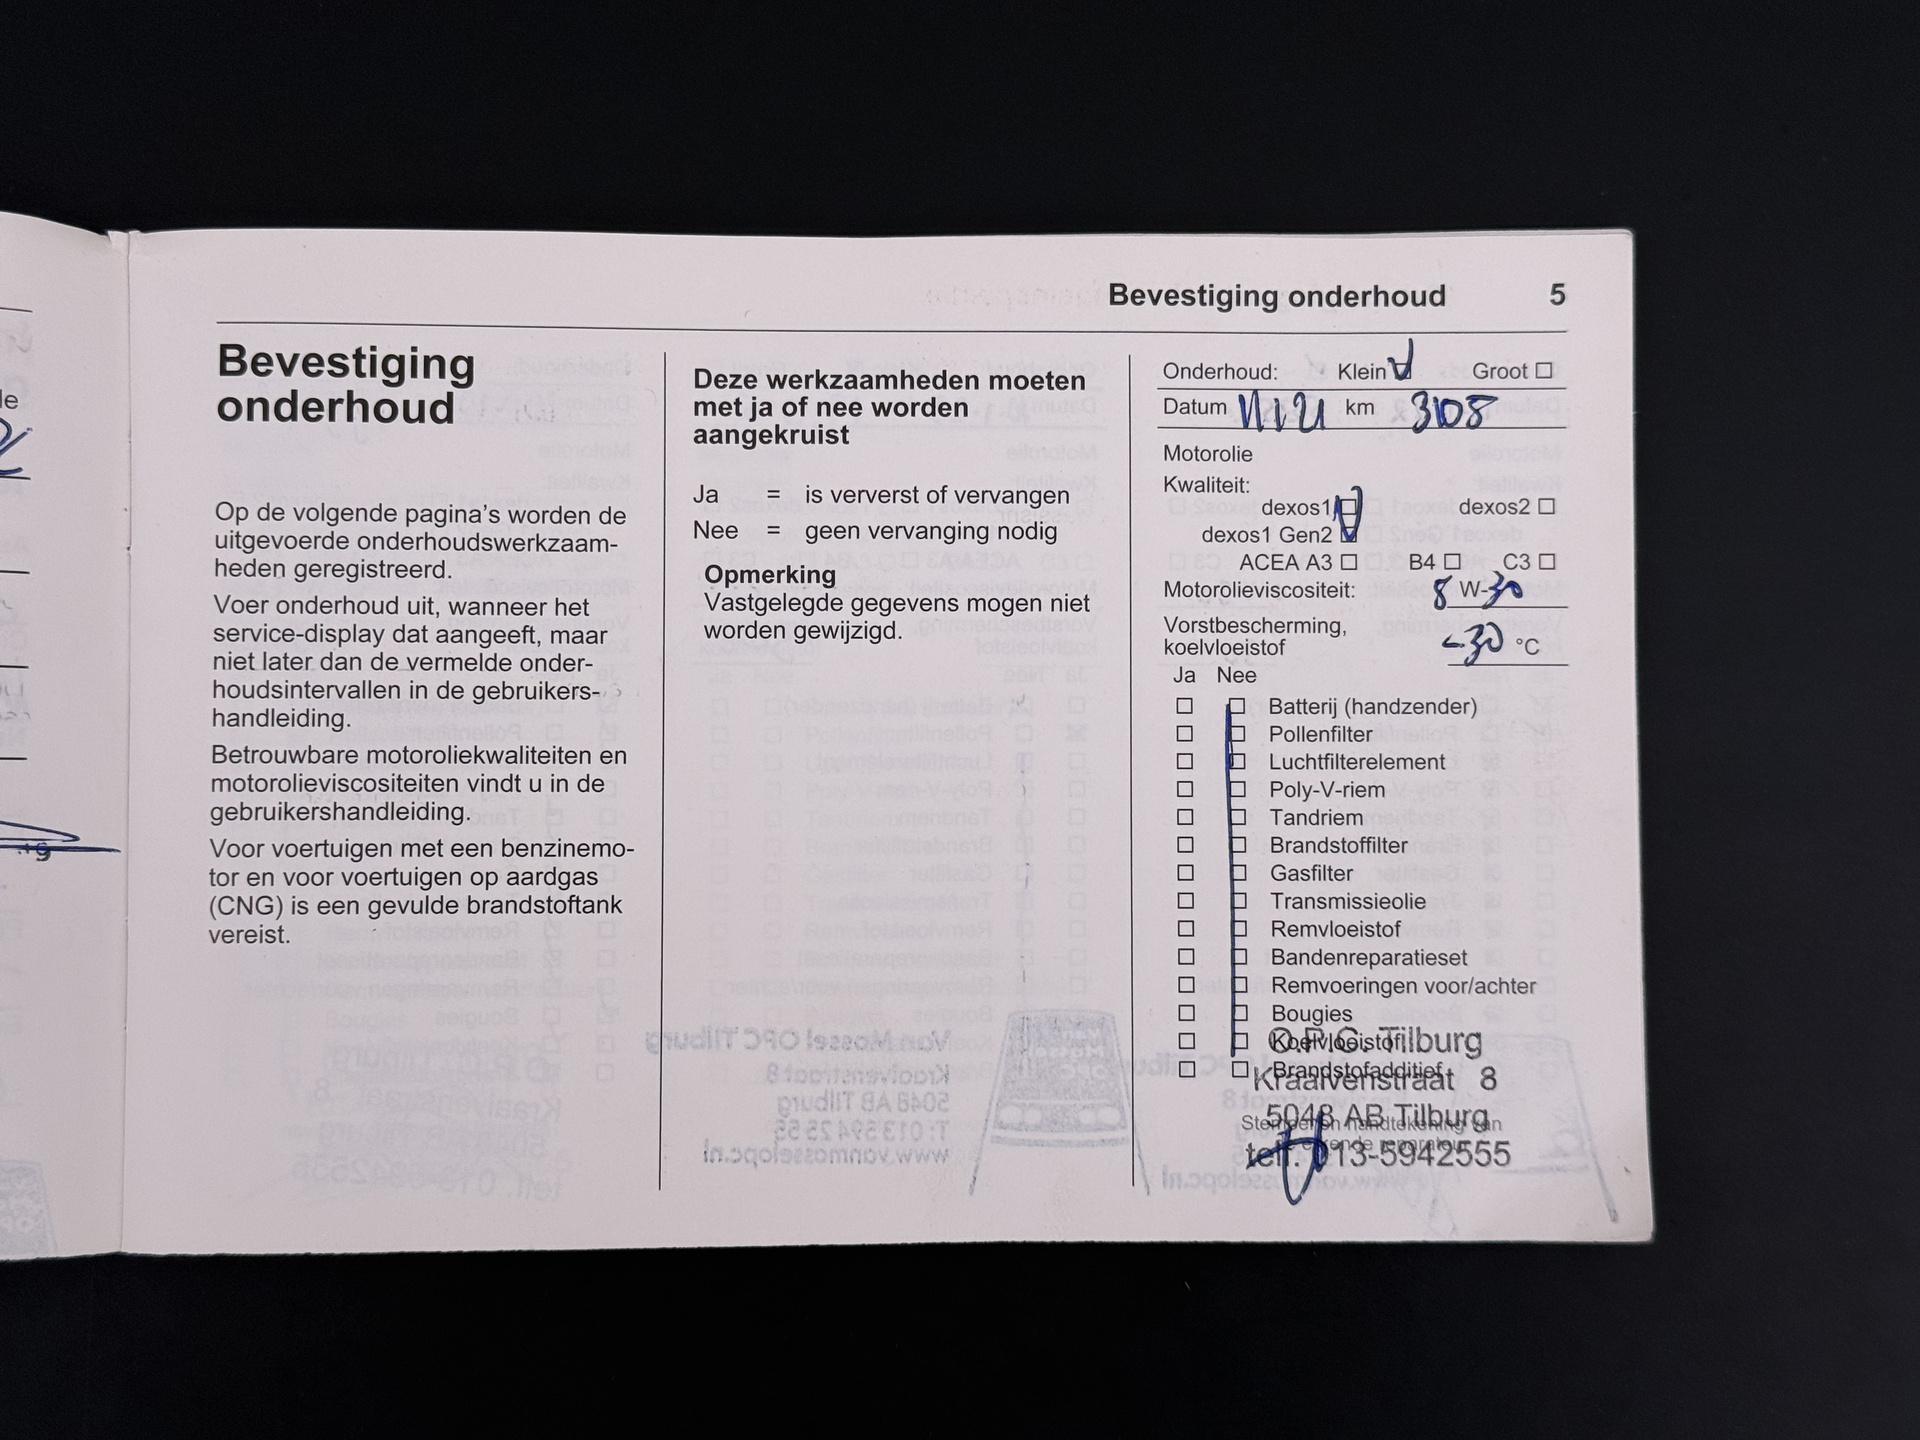 Bevestiging onderhoud 5
Bevestiging
onderhoud
Op de volgende pagina's worden de
uitgevoerde onderhoudswerkzaam-
heden geregistreerd.
Voer onderhoud uit, wanneer het
service-display dat aangeeft, maar
niet later dan de vermelde onder-
houdsintervallen in de gebruikers-
handleiding.
Betrouwbare motoroliekwaliteiten en
motorolieviscositeiten vindt u in de
gebruikershandleiding.
Voor voertuigen met een benzinemo-
tor en voor voertuigen op aardgas
(CNG) is een gevulde brandstoftank
vereist.
Deze werkzaamheden moeten
met ja of nee worden
aangekruist
Ja = is ververst of vervangen
Nee = geen vervanging nodig
Opmerking
Vastgelegde gegevens mogen niet
worden gewijzigd.
Onderhoud: Klein Groot
Datum km
Motorolie
Kwaliteit:
dexos1 dexos2
dexos1 Gen2
ACEA A3 B4 C3
Motorolieviscositeit: W-30
Vorstbescherming,
koelvloeistof -30 °C
Ja Nee
Batterij (handzender)
Pollenfilter
Luchtfilterelement
Poly-V-riem
Tandriem
Brandstoffilter
Gasfilter
Transmissieolie
Remvloeistof
Bandenreparatieset
Remvoeringen voor/achter
Bougies
Koelvloeistof
Brandstofadditief
O.P.C. Tilburg
Kraaivenstraat 8
5048 AB Tilburg
Stempel en handtekening van
telf. 013-5942555